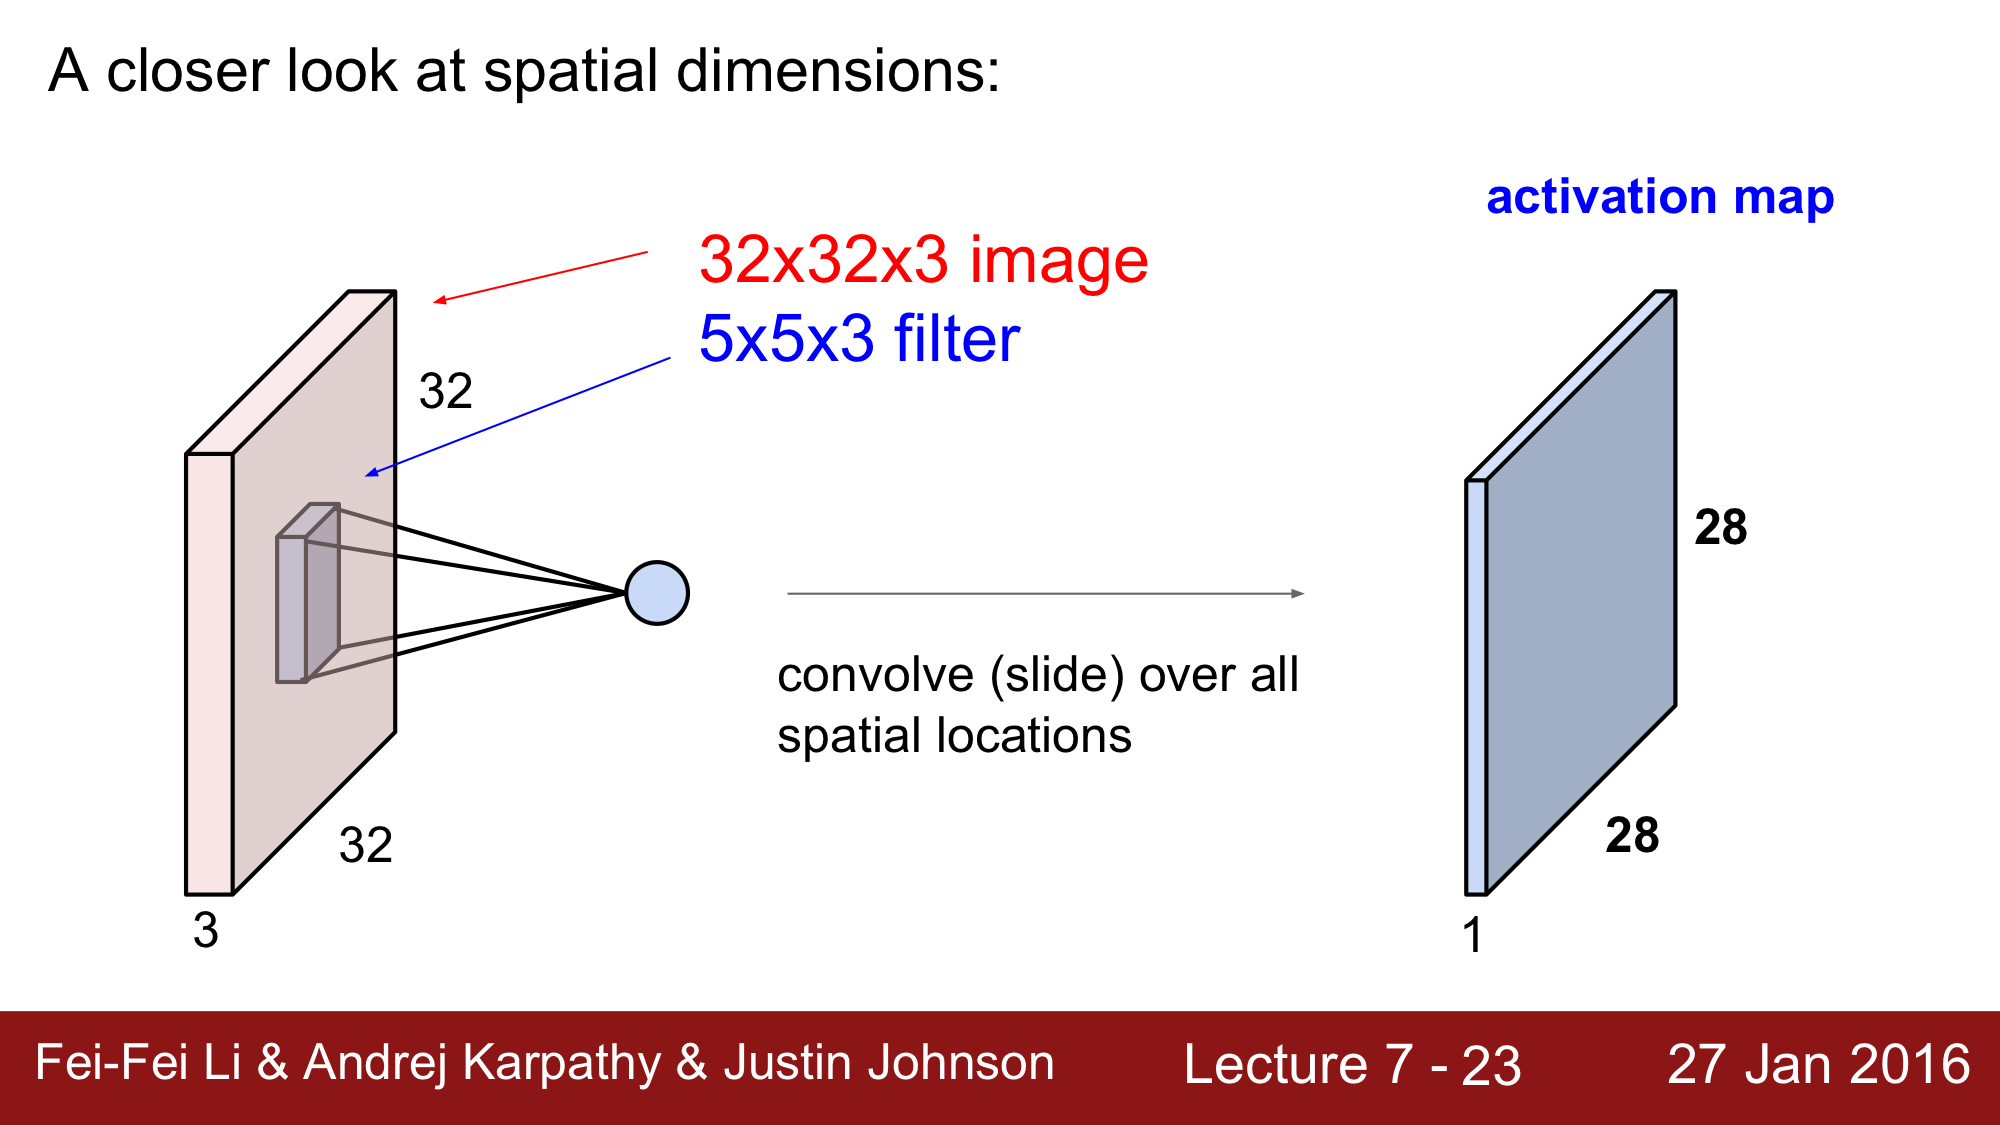 A closer look at spatial dimensions:
activation map
32x32x3 image
5x5x3 filter
32
28
convolve (slide) over all
spatial locations
32
28
3
1
Fei-Fei Li & Andrej Karpathy & Justin Johnson
Lecture 7 - 23
27 Jan 2016